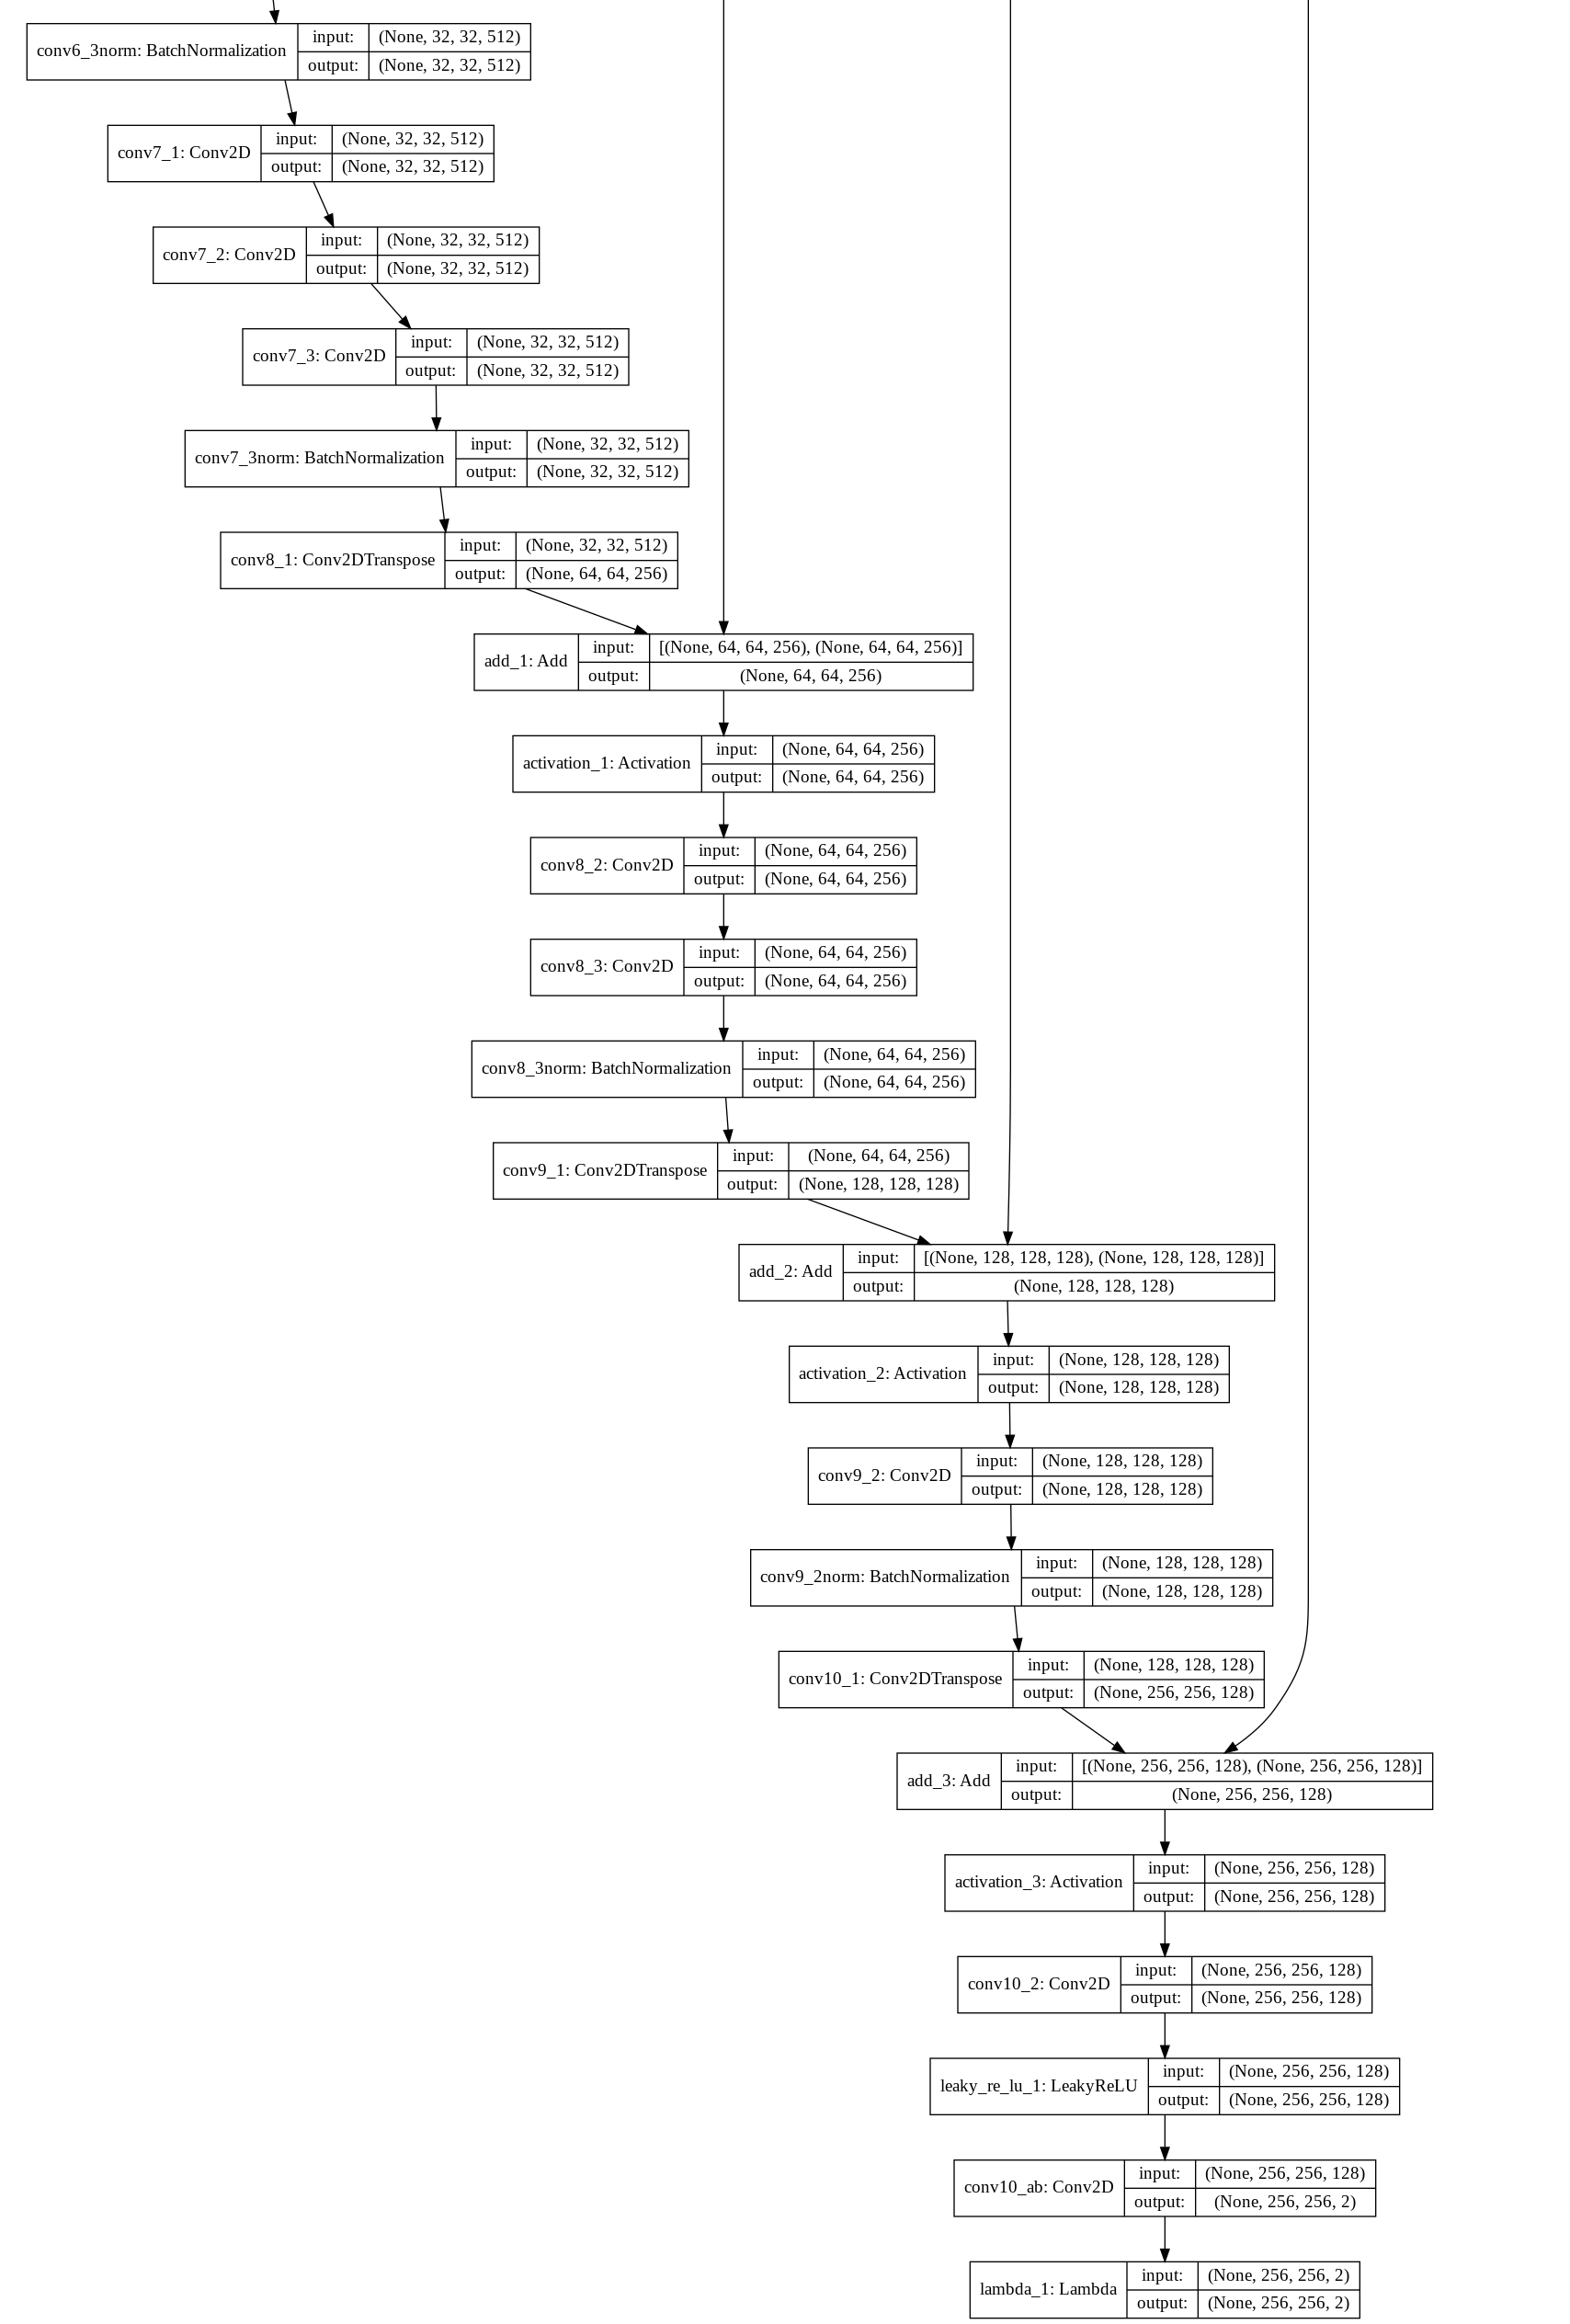 conv6_3norm: BatchNormalization
input: (None, 32, 32, 512)
output: (None, 32, 32, 512)
conv7_1: Conv2D
input: (None, 32, 32, 512)
output: (None, 32, 32, 512)
conv7_2: Conv2D
input: (None, 32, 32, 512)
output: (None, 32, 32, 512)
conv7_3: Conv2D
input: (None, 32, 32, 512)
output: (None, 32, 32, 512)
conv7_3norm: BatchNormalization
input: (None, 32, 32, 512)
output: (None, 32, 32, 512)
conv8_1: Conv2DTranspose
input: (None, 32, 32, 512)
output: (None, 64, 64, 256)
add_1: Add
input: [(None, 64, 64, 256), (None, 64, 64, 256)]
output: (None, 64, 64, 256)
activation_1: Activation
input: (None, 64, 64, 256)
output: (None, 64, 64, 256)
conv8_2: Conv2D
input: (None, 64, 64, 256)
output: (None, 64, 64, 256)
conv8_3: Conv2D
input: (None, 64, 64, 256)
output: (None, 64, 64, 256)
conv8_3norm: BatchNormalization
input: (None, 64, 64, 256)
output: (None, 64, 64, 256)
conv9_1: Conv2DTranspose
input: (None, 64, 64, 256)
output: (None, 128, 128, 128)
add_2: Add
input: [(None, 128, 128, 128), (None, 128, 128, 128)]
output: (None, 128, 128, 128)
activation_2: Activation
input: (None, 128, 128, 128)
output: (None, 128, 128, 128)
conv9_2: Conv2D
input: (None, 128, 128, 128)
output: (None, 128, 128, 128)
conv9_2norm: BatchNormalization
input: (None, 128, 128, 128)
output: (None, 128, 128, 128)
conv10_1: Conv2DTranspose
input: (None, 128, 128, 128)
output: (None, 256, 256, 128)
add_3: Add
input: [(None, 256, 256, 128), (None, 256, 256, 128)]
output: (None, 256, 256, 128)
activation_3: Activation
input: (None, 256, 256, 128)
output: (None, 256, 256, 128)
conv10_2: Conv2D
input: (None, 256, 256, 128)
output: (None, 256, 256, 128)
leaky_re_lu_1: LeakyReLU
input: (None, 256, 256, 128)
output: (None, 256, 256, 128)
conv10_ab: Conv2D
input: (None, 256, 256, 128)
output: (None, 256, 256, 2)
lambda_1: Lambda
input: (None, 256, 256, 2)
output: (None, 256, 256, 2)